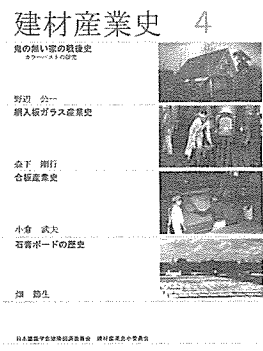 建材産業史 4
鬼の無い家の戦後史
カラーベストの研究
野辺 公一
網入板ガラス産業史
森下 剛行
合板産業史
小倉 武夫
石膏ボードの歴史
畑 節生
日本建築学会建築経済委員会 建材産業史小委員会